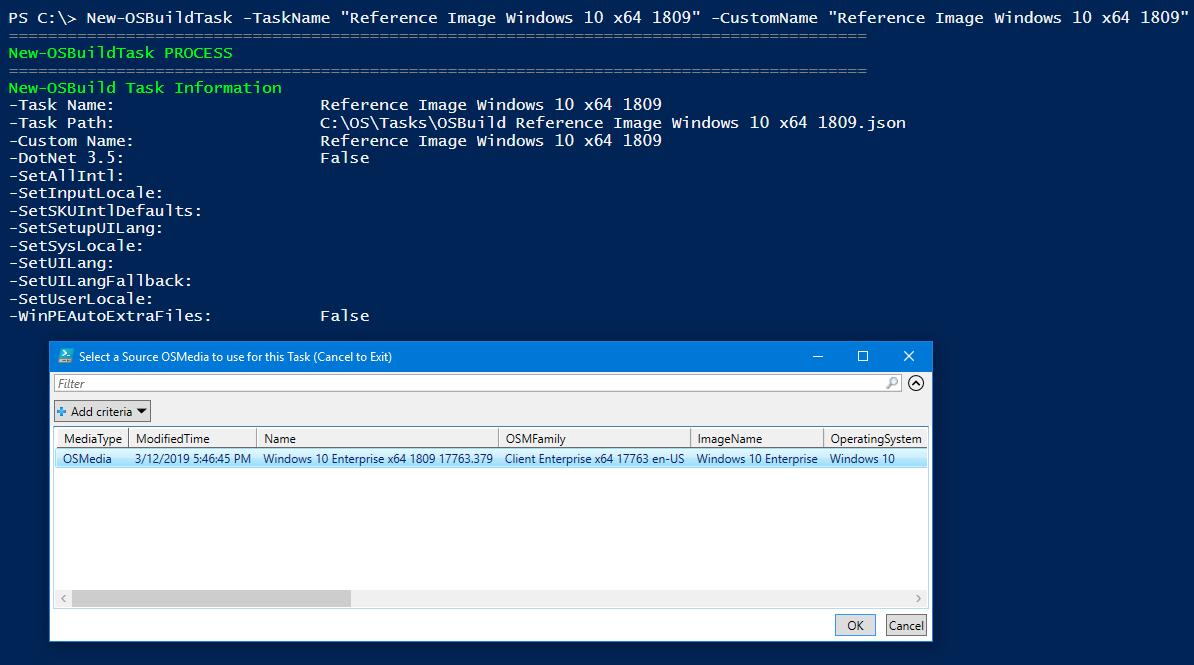 PS C:\> New-OSBuildTask -TaskName "Reference Image Windows 10 x64 1809" -CustomName "Reference Image Windows 10 x64 1809"
========================================================================================
New-OSBuildTask PROCESS
========================================================================================
New-OSBuild Task Information
-Task Name: Reference Image Windows 10 x64 1809
-Task Path: C:\OS\Tasks\OSBuild Reference Image Windows 10 x64 1809.json
-Custom Name: Reference Image Windows 10 x64 1809
-DotNet 3.5: False
-SetAllIntl:
-SetInputLocale:
-SetSKUIntlDefaults:
-SetSetupUILang:
-SetSysLocale:
-SetUILang:
-SetUILangFallback:
-SetUserLocale:
-WinPEAutoExtraFiles: False
Select a Source OSMedia to use for this Task (Cancel to Exit)
Filter
Add criteria
MediaType ModifiedTime Name OSMFamily ImageName OperatingSystem
OSMedia 3/12/2019 5:46:45 PM Windows 10 Enterprise x64 1809 17763.379 Client Enterprise x64 17763 en-US Windows 10 Enterprise Windows 10
OK Cancel